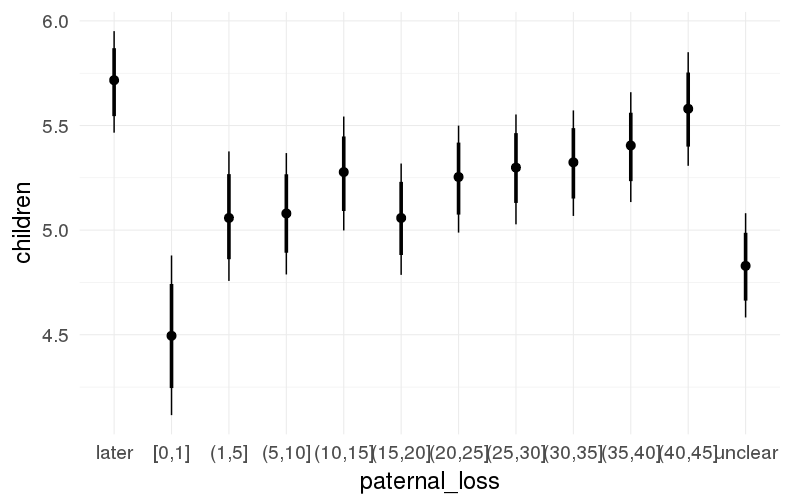 6.0
5.5
5.0
4.5
children
later [0,1] (1,5] (5,10] (10,15] (15,20] (20,25] (25,30] (30,35] (35,40] (40,45] unclear
paternal_loss